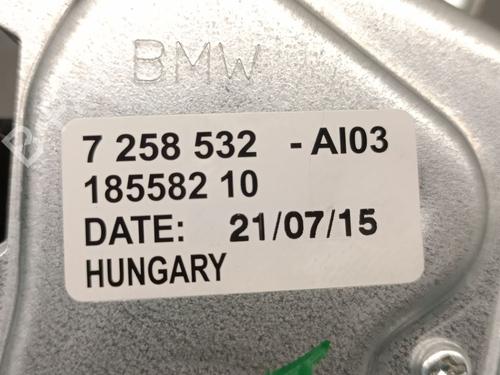 BMW
7 258 532 - AI03
185582 10
DATE: 21/07/15
HUNGARY